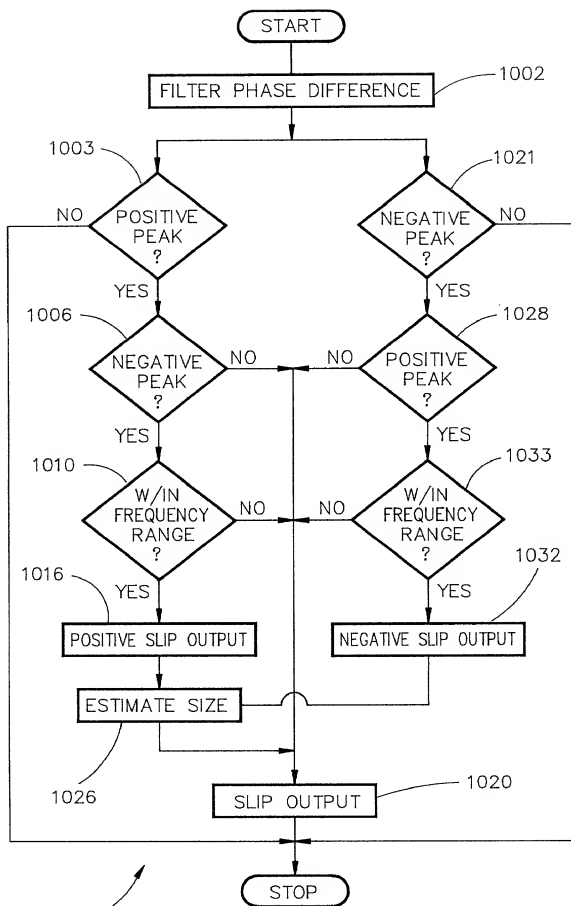 START
FILTER PHASE DIFFERENCE
1002
1003
1021
NO
POSITIVE
PEAK
?
NEGATIVE
PEAK
?
NO
YES
YES
1006
1028
NEGATIVE
PEAK
?
NO
NO
POSITIVE
PEAK
?
YES
YES
1010
1033
W/IN
FREQUENCY
RANGE
?
NO
NO
W/IN
FREQUENCY
RANGE
?
YES
YES
1016
1032
POSITIVE SLIP OUTPUT
NEGATIVE SLIP OUTPUT
ESTIMATE SIZE
1026
1020
SLIP OUTPUT
STOP